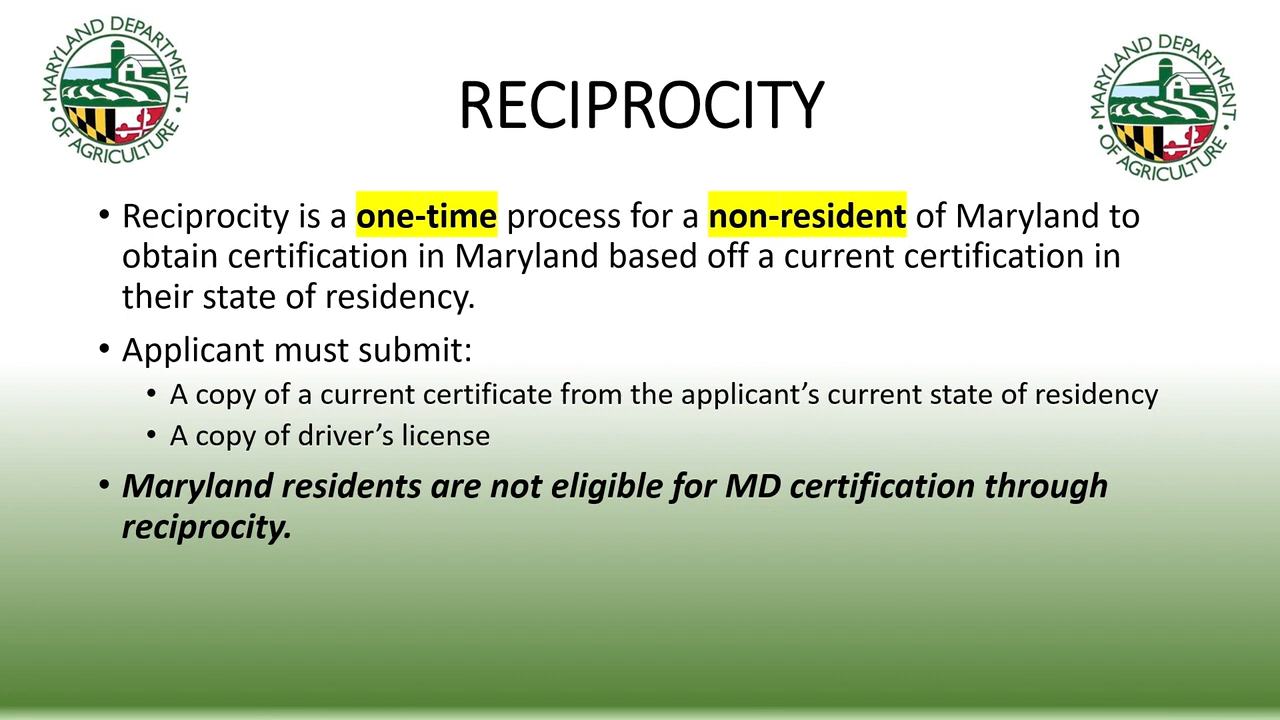 MARYLAND DEPARTMENT
OF AGRICULTURE
MARYLAND DEPARTMENT
OF AGRICULTURE
RECIPROCITY
• Reciprocity is a one-time process for a non-resident of Maryland to
obtain certification in Maryland based off a current certification in
their state of residency.
• Applicant must submit:
• A copy of a current certificate from the applicant’s current state of residency
• A copy of driver’s license
• Maryland residents are not eligible for MD certification through
reciprocity.